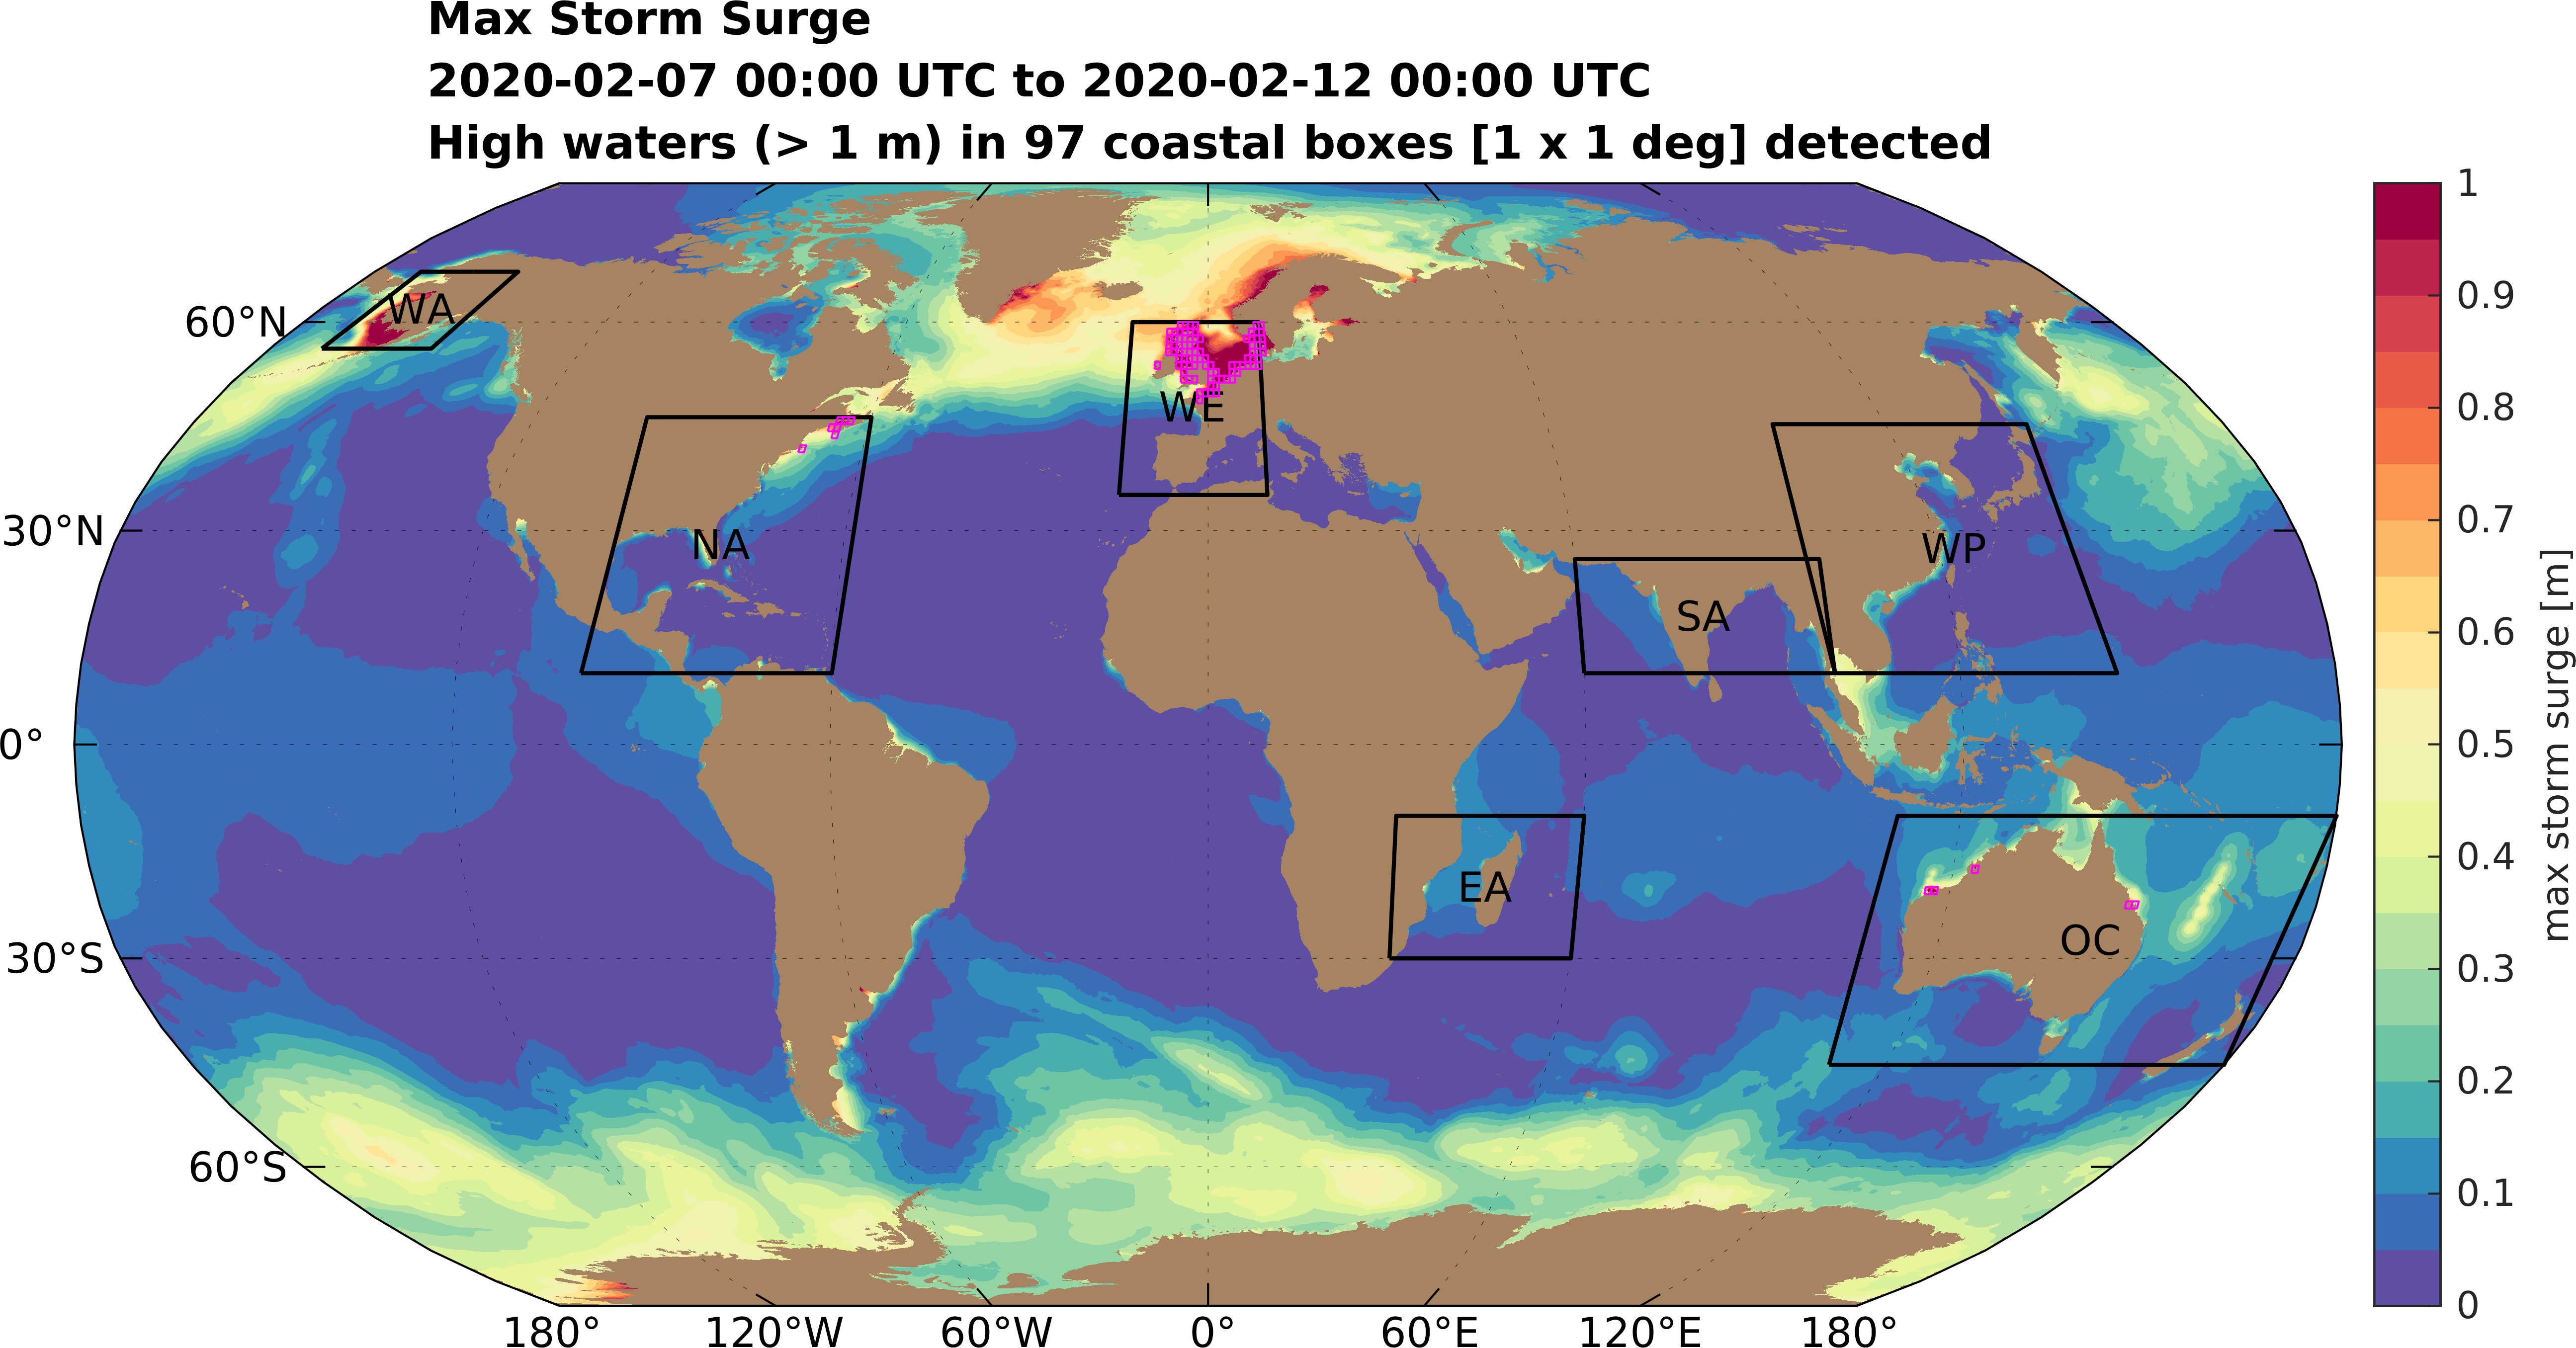 Max Storm Surge
2020-02-07 00:00 UTC to 2020-02-12 00:00 UTC
High waters (> 1 m) in 97 coastal boxes [1 x 1 deg] detected
1
0.9
0.8
0.7
0.6
0.5
0.4
0.3
0.2
0.1
0
max storm surge [m]
60°N
30°N
0°
30°S
60°S
WA
WE
NA
WP
SA
EA
OC
180°
120°W
60°W
0°
60°E
120°E
180°